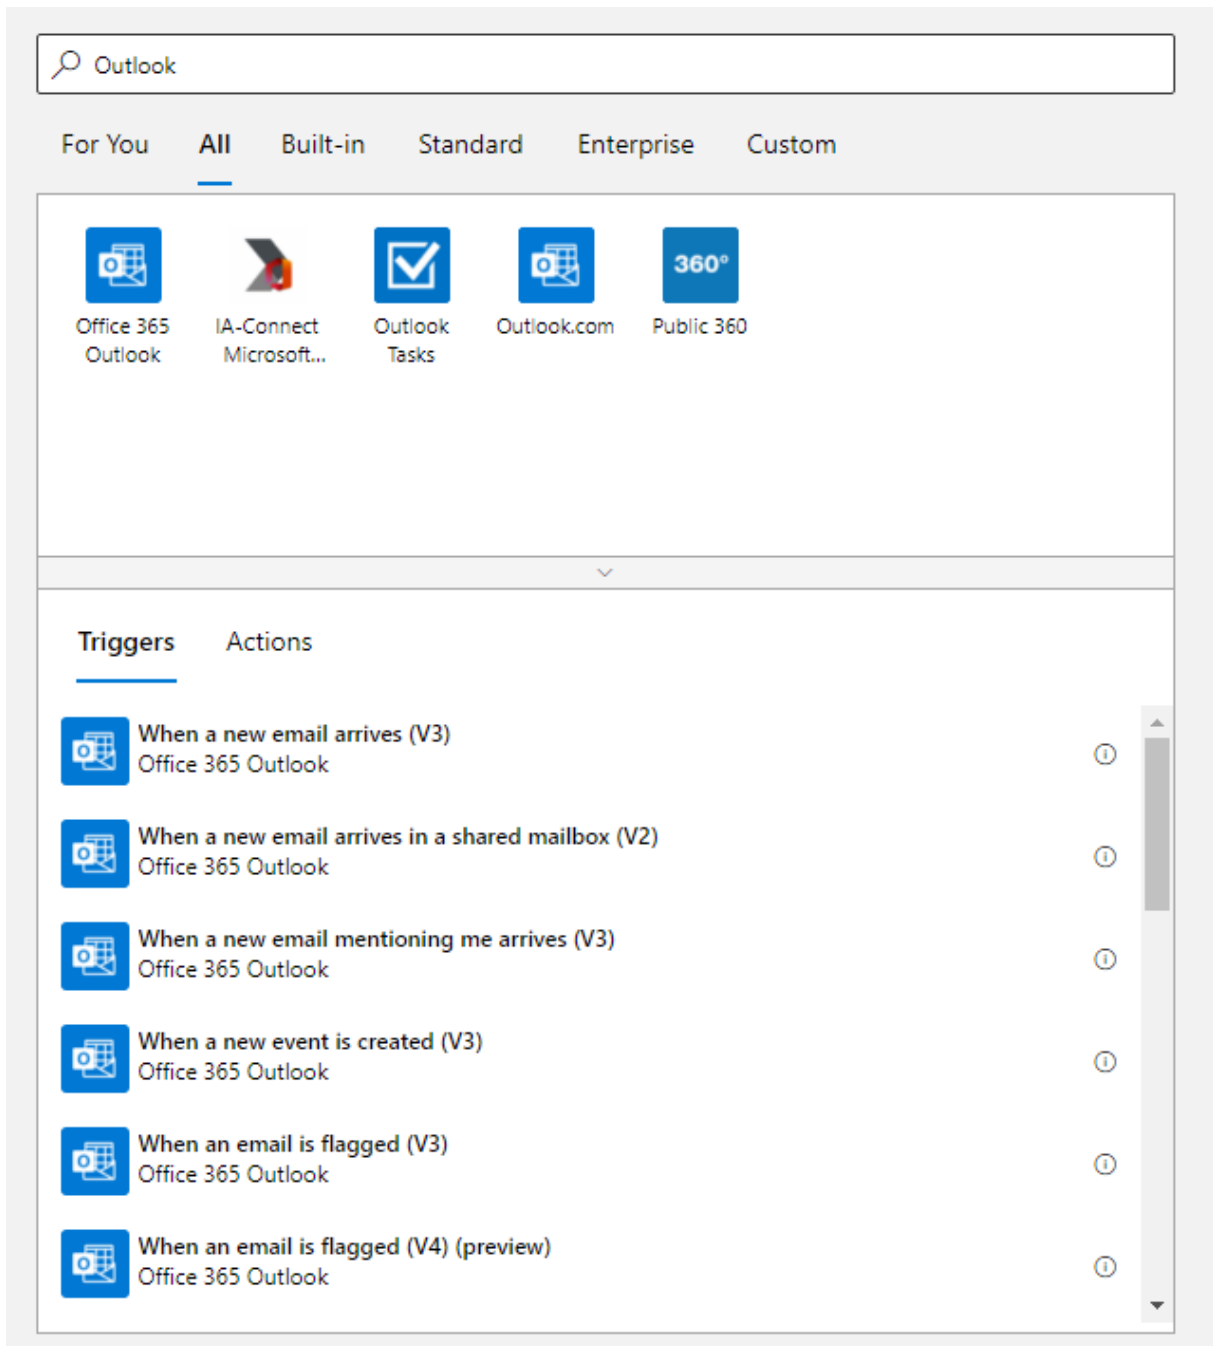 Outlook
For You All Built-in Standard Enterprise Custom
Office 365
Outlook
IA-Connect
Microsoft...
Outlook
Tasks
Outlook.com
360°
Public 360
Triggers Actions
When a new email arrives (V3)
Office 365 Outlook
When a new email arrives in a shared mailbox (V2)
Office 365 Outlook
When a new email mentioning me arrives (V3)
Office 365 Outlook
When a new event is created (V3)
Office 365 Outlook
When an email is flagged (V3)
Office 365 Outlook
When an email is flagged (V4) (preview)
Office 365 Outlook